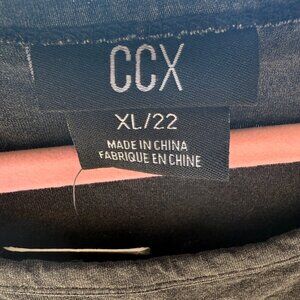 CCX
XL/22
MADE IN CHINA
FABRIQUE EN CHINE